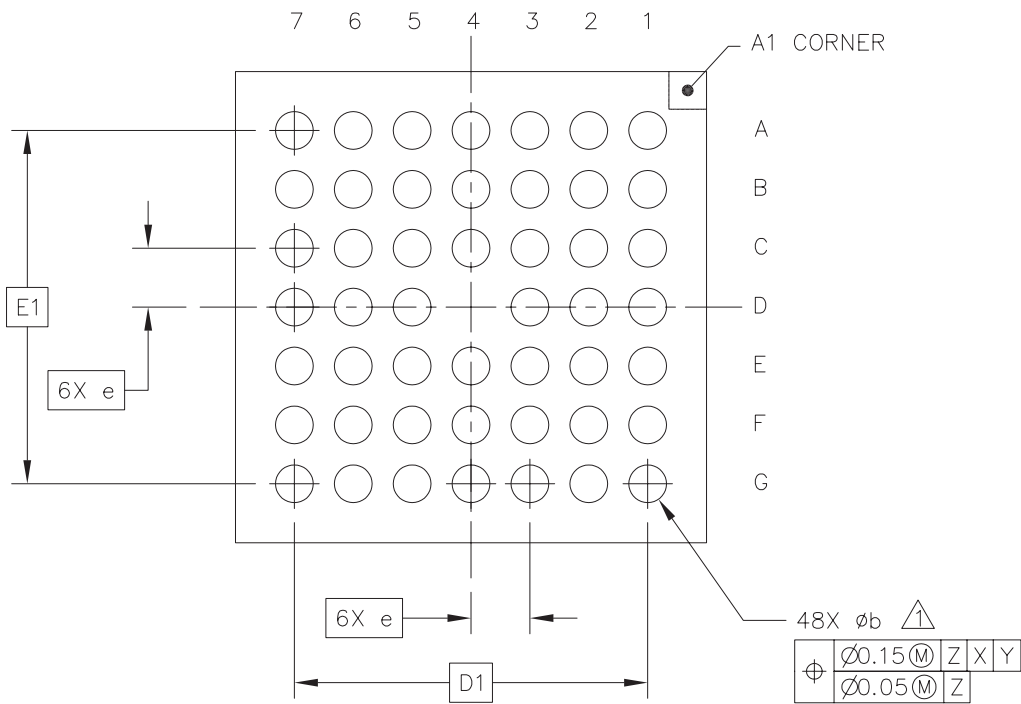 7 6 5 4 3 2 1
A1 CORNER
A
B
C
D
E
F
G
E1
6X e
6X e
D1
48X øb 1
⌖ Ø0.15 Ⓜ Z X Y
Ø0.05 Ⓜ Z